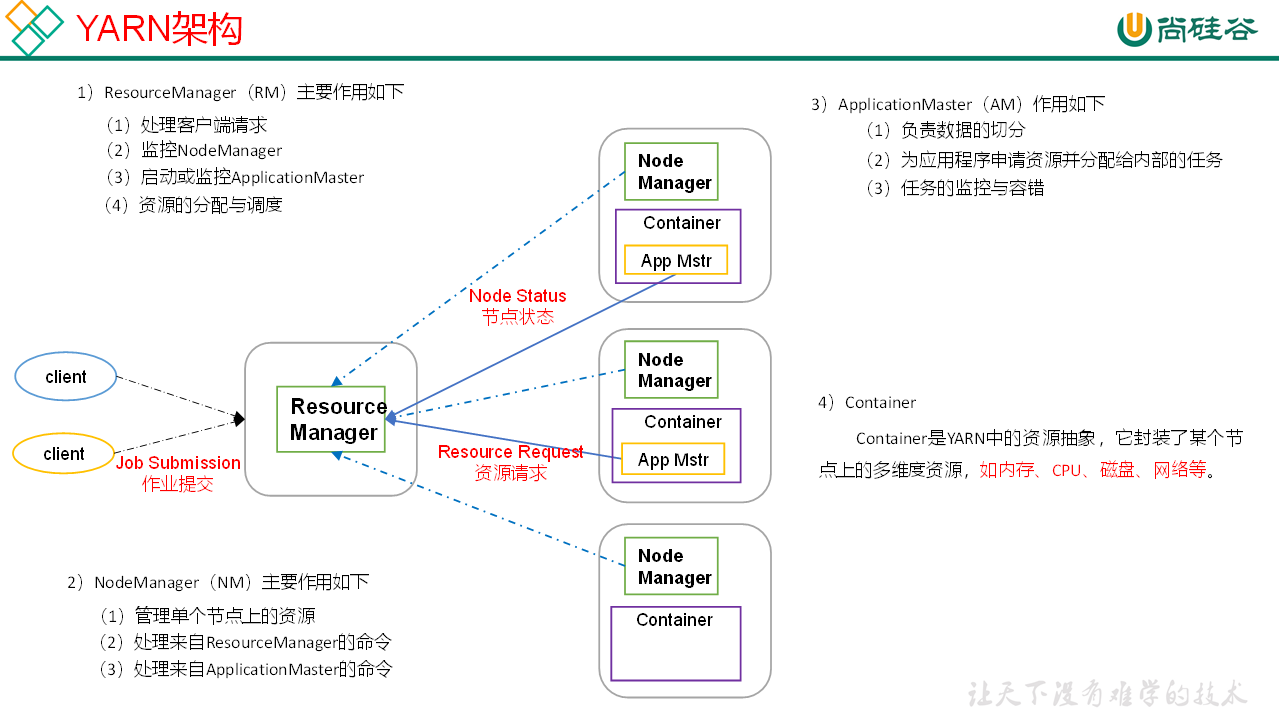 YARN架构
尚硅谷
1）ResourceManager（RM）主要作用如下
（1）处理客户端请求
（2）监控NodeManager
（3）启动或监控ApplicationMaster
（4）资源的分配与调度
3）ApplicationMaster（AM）作用如下
（1）负责数据的切分
（2）为应用程序申请资源并分配给内部的任务
（3）任务的监控与容错
Node
Manager
Container
App Mstr
Node Status
节点状态
client
client
Job Submission
作业提交
Resource
Manager
Resource Request
资源请求
Node
Manager
Container
App Mstr
Node
Manager
Container
4）Container
Container是YARN中的资源抽象，它封装了某个节
点上的多维度资源，如内存、CPU、磁盘、网络等。
2）NodeManager（NM）主要作用如下
（1）管理单个节点上的资源
（2）处理来自ResourceManager的命令
（3）处理来自ApplicationMaster的命令
让天下没有难学的技术